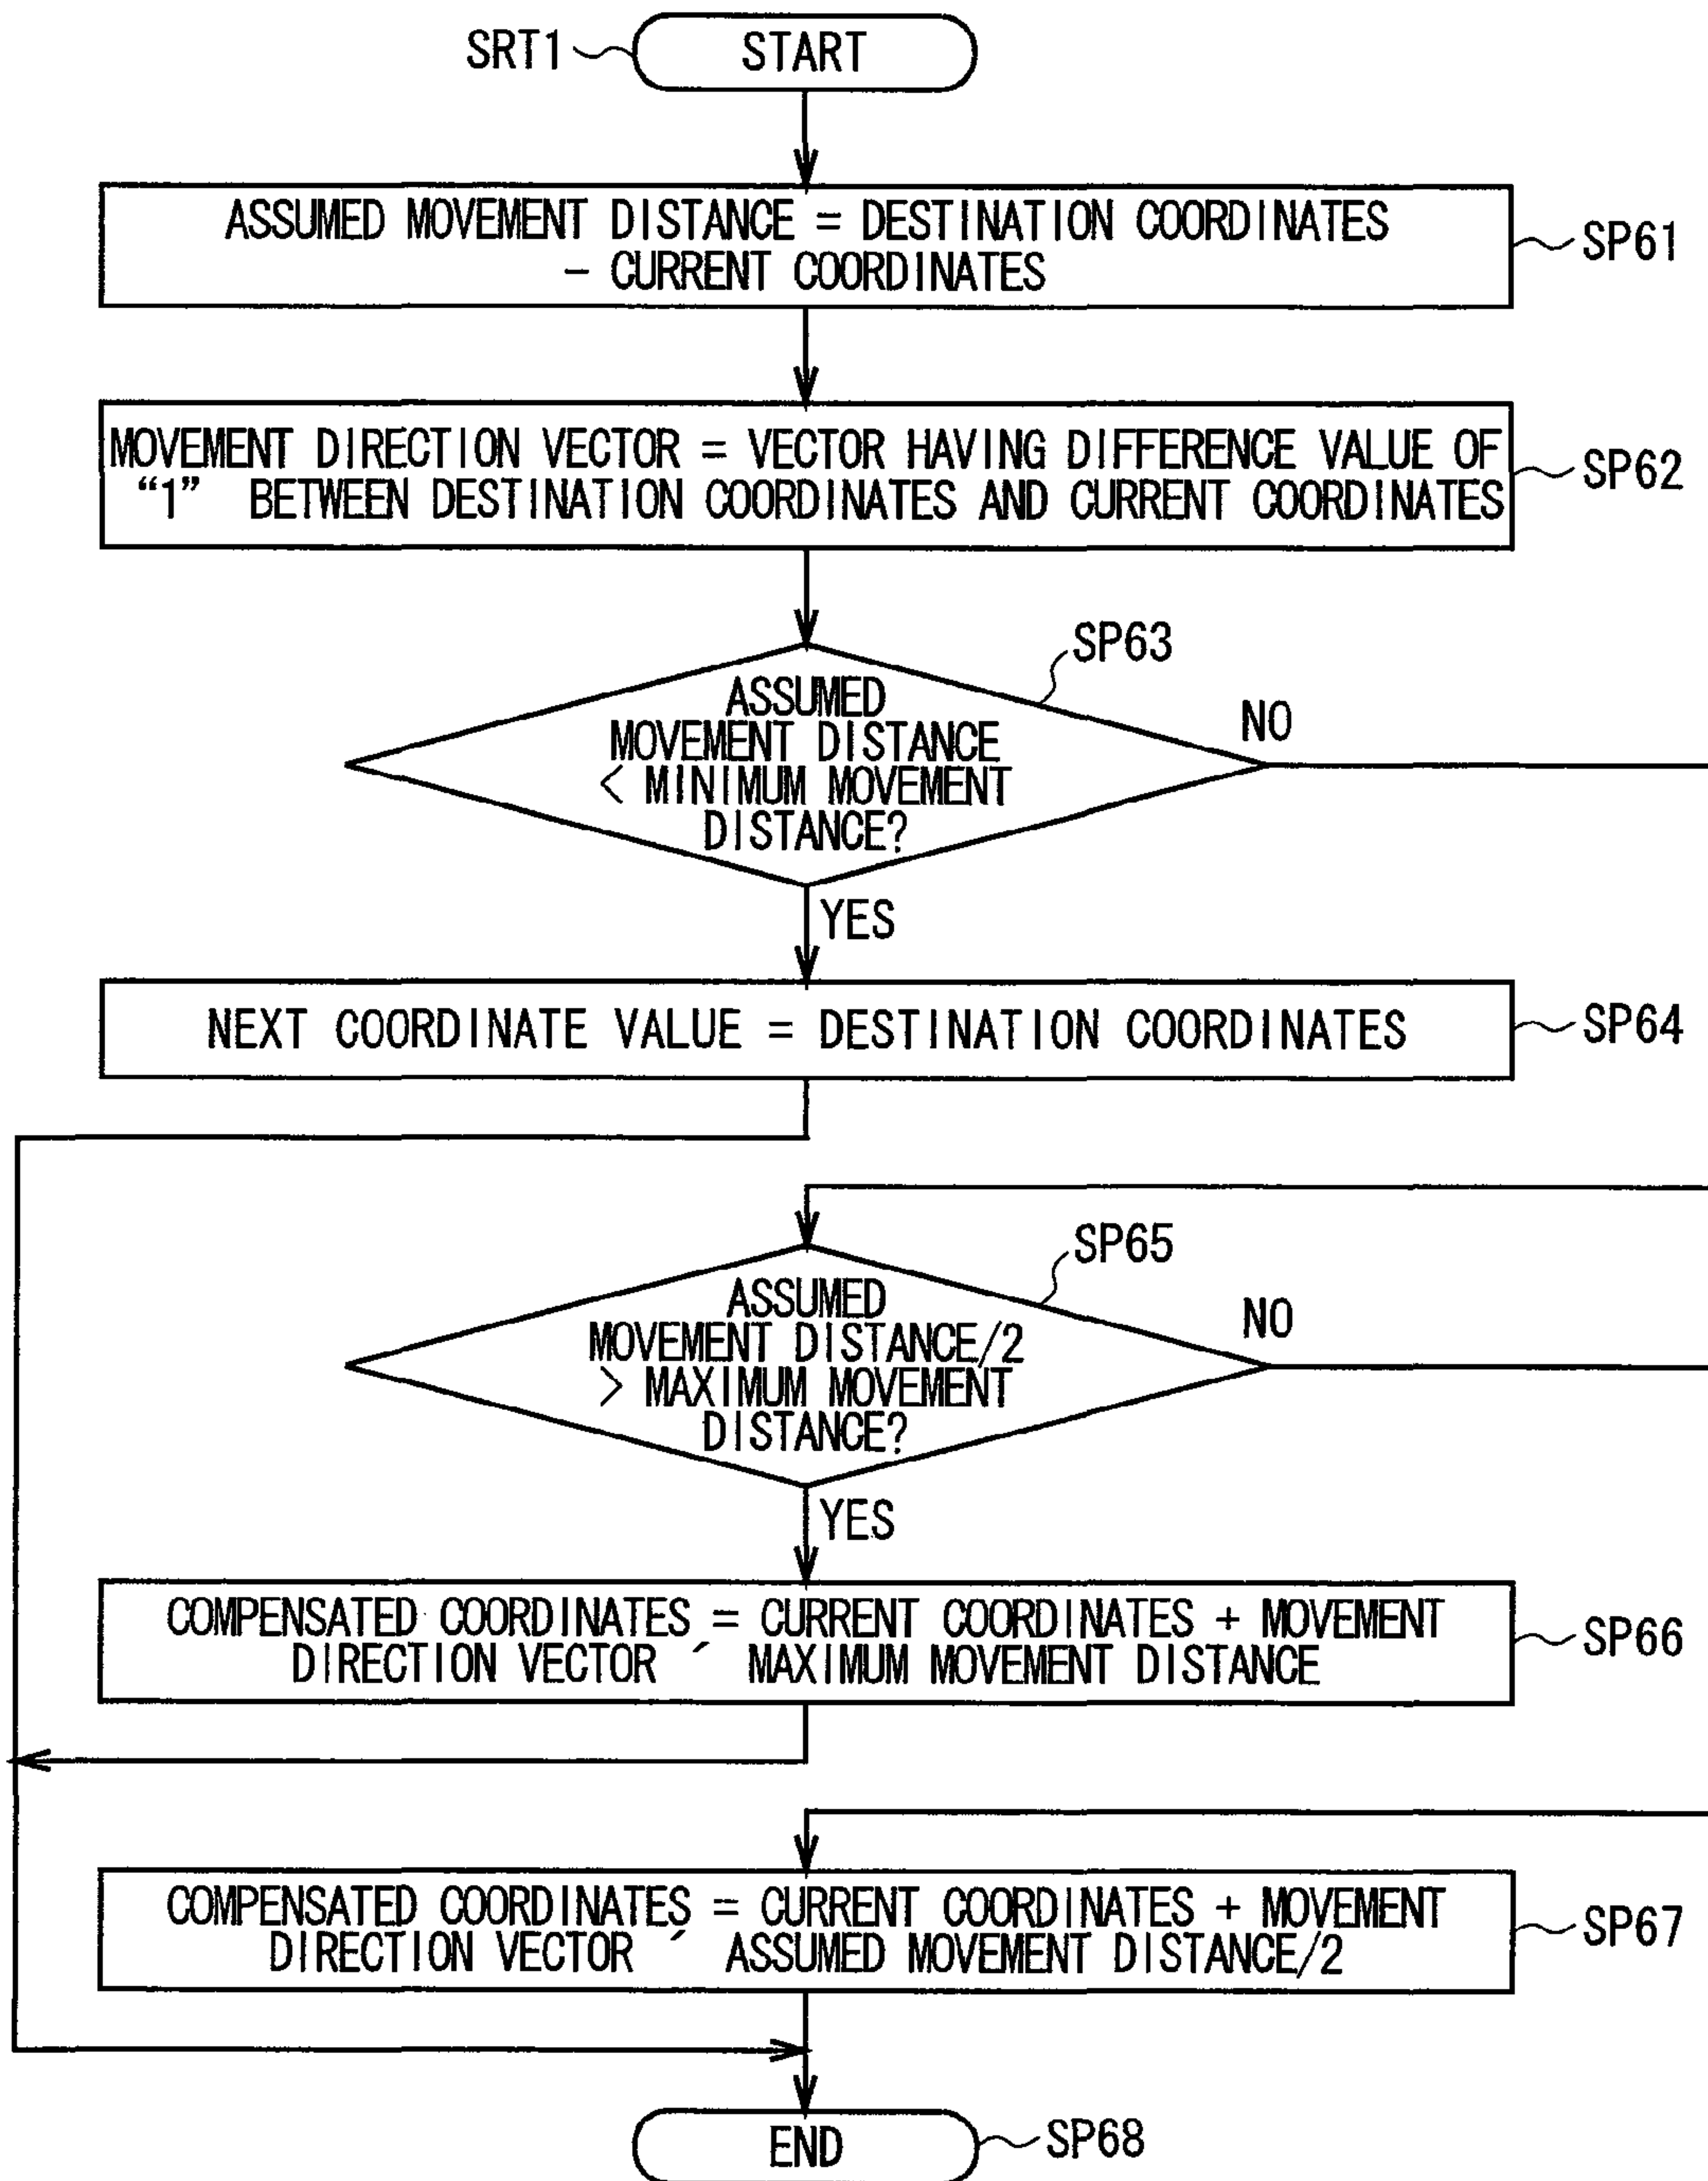 SRT1
START
ASSUMED MOVEMENT DISTANCE = DESTINATION COORDINATES
- CURRENT COORDINATES
SP61
MOVEMENT DIRECTION VECTOR = VECTOR HAVING DIFFERENCE VALUE OF
“1” BETWEEN DESTINATION COORDINATES AND CURRENT COORDINATES
SP62
SP63
ASSUMED
MOVEMENT DISTANCE
< MINIMUM MOVEMENT
DISTANCE?
NO
YES
NEXT COORDINATE VALUE = DESTINATION COORDINATES
SP64
SP65
ASSUMED
MOVEMENT DISTANCE/2
> MAXIMUM MOVEMENT
DISTANCE?
NO
YES
COMPENSATED COORDINATES = CURRENT COORDINATES + MOVEMENT
DIRECTION VECTOR ´ MAXIMUM MOVEMENT DISTANCE
SP66
COMPENSATED COORDINATES = CURRENT COORDINATES + MOVEMENT
DIRECTION VECTOR ´ ASSUMED MOVEMENT DISTANCE/2
SP67
END
SP68